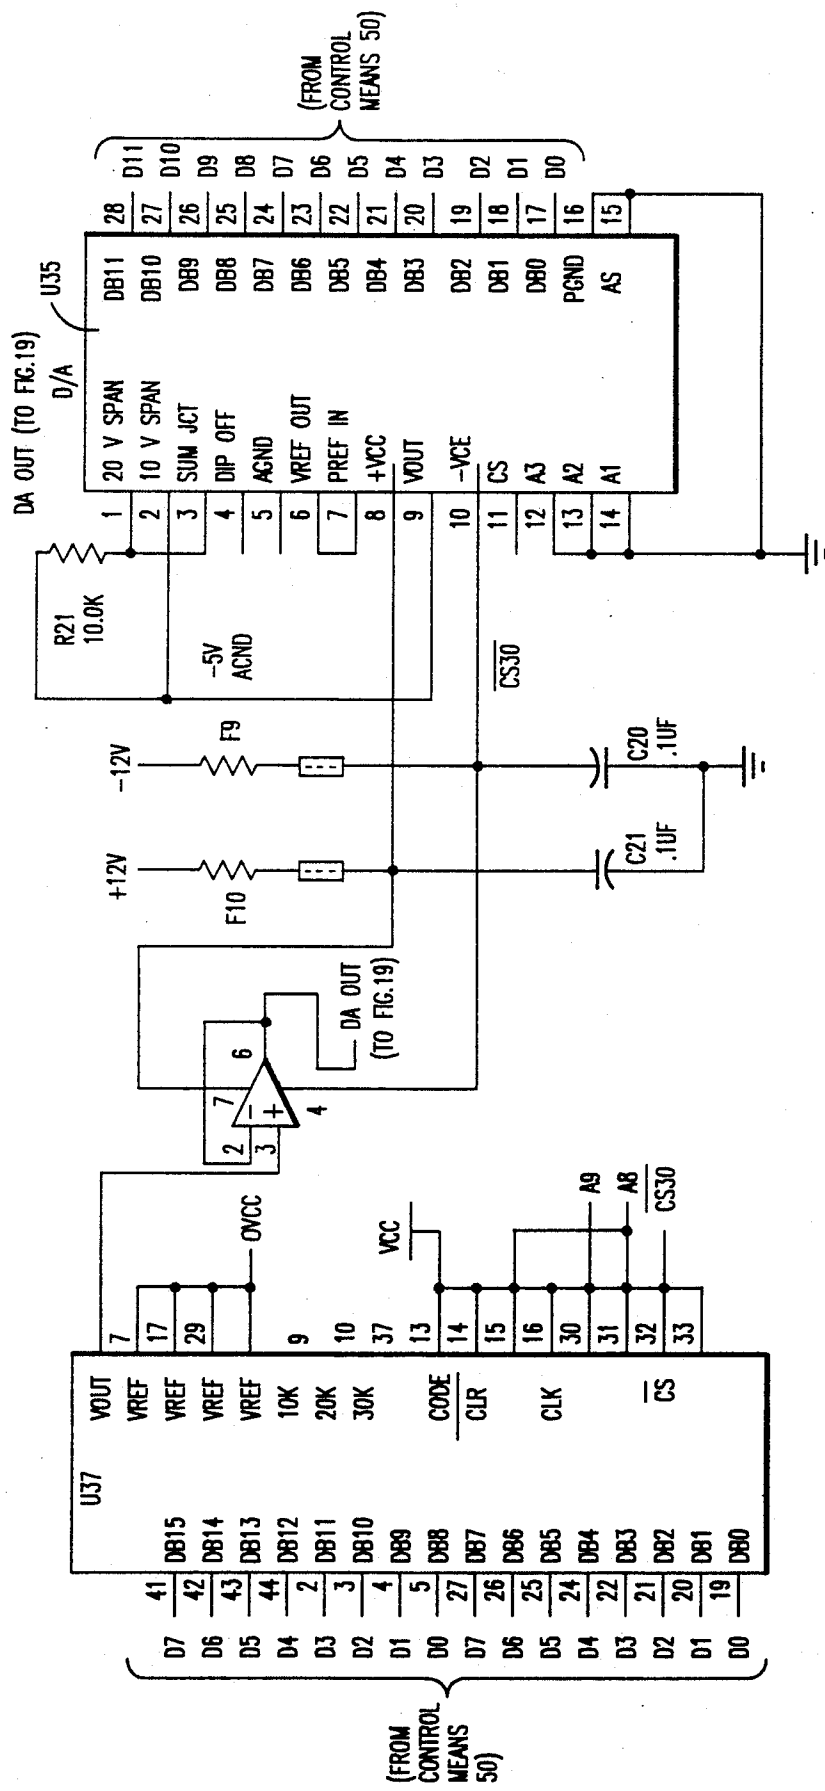 (FROM
CONTROL
MEANS
50)
D7
D6
D5
D4
D3
D2
D1
D0
D7
D6
D5
D4
D3
D2
D1
D0
41
42
43
44
2
3
4
5
27
26
25
24
22
21
20
19
U37
DB15
DB14
DB13
DB12
DB11
DB10
DB9
DB8
DB7
DB6
DB5
DB4
DB3
DB2
DB1
DB0
VOUT
VREF
VREF
VREF
VREF
10K
20K
30K
CODE
CLR
CLK
CS
7
17
29
9
10
37
13
14
15
16
30
31
32
33
OVCC
VCC
A9
A8
CS30
2
3
7
4
6
-
+
DA OUT
(TO FIG.19)
+12V
F10
-12V
F9
C21
.1UF
C20
.1UF
R21
10.0K
-5V
ACND
CS30
DA OUT (TO FIG.19)
D/A
U35
1
2
3
4
5
6
7
8
9
10
11
12
13
14
20 V SPAN
10 V SPAN
SUM JCT
DIP OFF
AGND
VREF OUT
PREF IN
+VCC
VOUT
-VCE
CS
A3
A2
A1
DB11
DB10
DB9
DB8
DB7
DB6
DB5
DB4
DB3
DB2
DB1
DB0
PGND
AS
28
27
26
25
24
23
22
21
20
19
18
17
16
15
D11
D10
D9
D8
D7
D6
D5
D4
D3
D2
D1
D0
(FROM
CONTROL
MEANS 50)